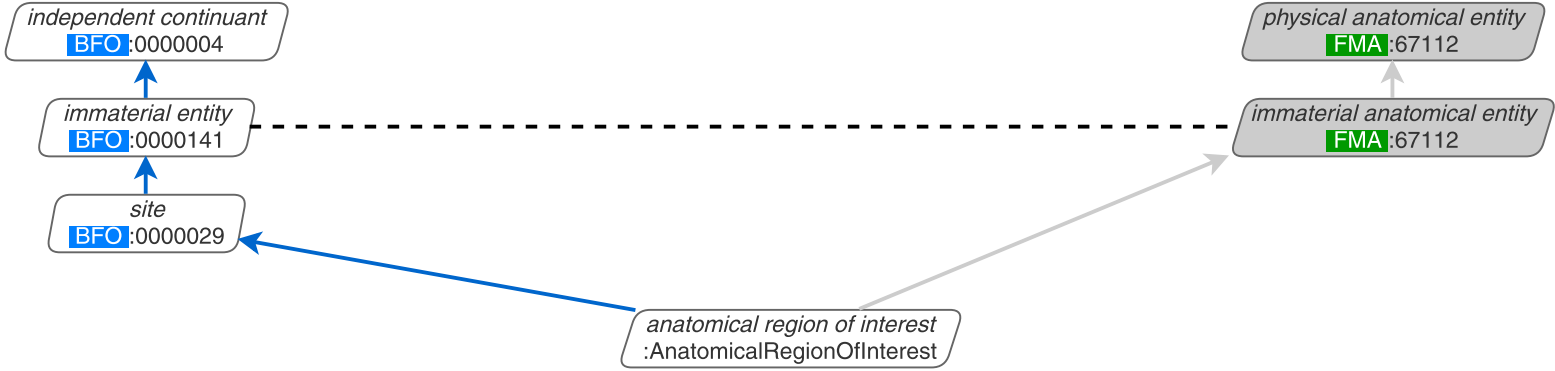 independent continuant
BFO:0000004
physical anatomical entity
FMA:67112
immaterial entity
BFO:0000141
immaterial anatomical entity
FMA:67112
site
BFO:0000029
anatomical region of interest
:AnatomicalRegionOfInterest